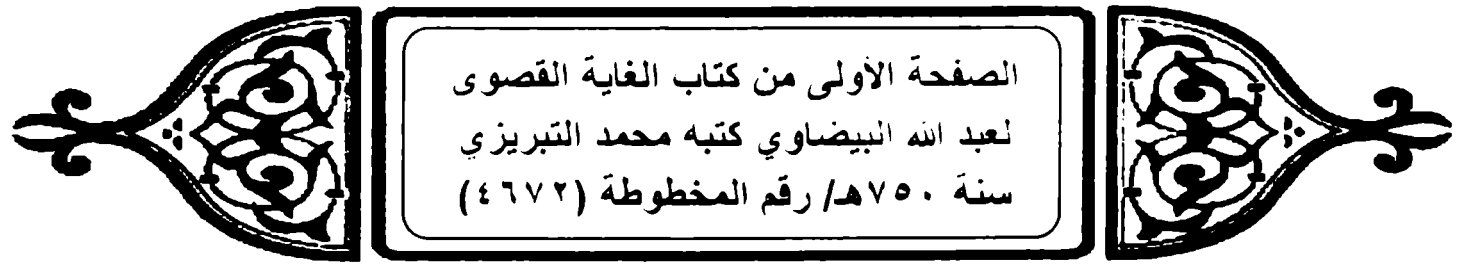 الصفحة الأولى من كتاب الغاية القصوى
لعبد الله البيضاوي كتبه محمد التبريزي
سنة ٧٥٠هـ/ رقم المخطوطة (٤٦٧٢)